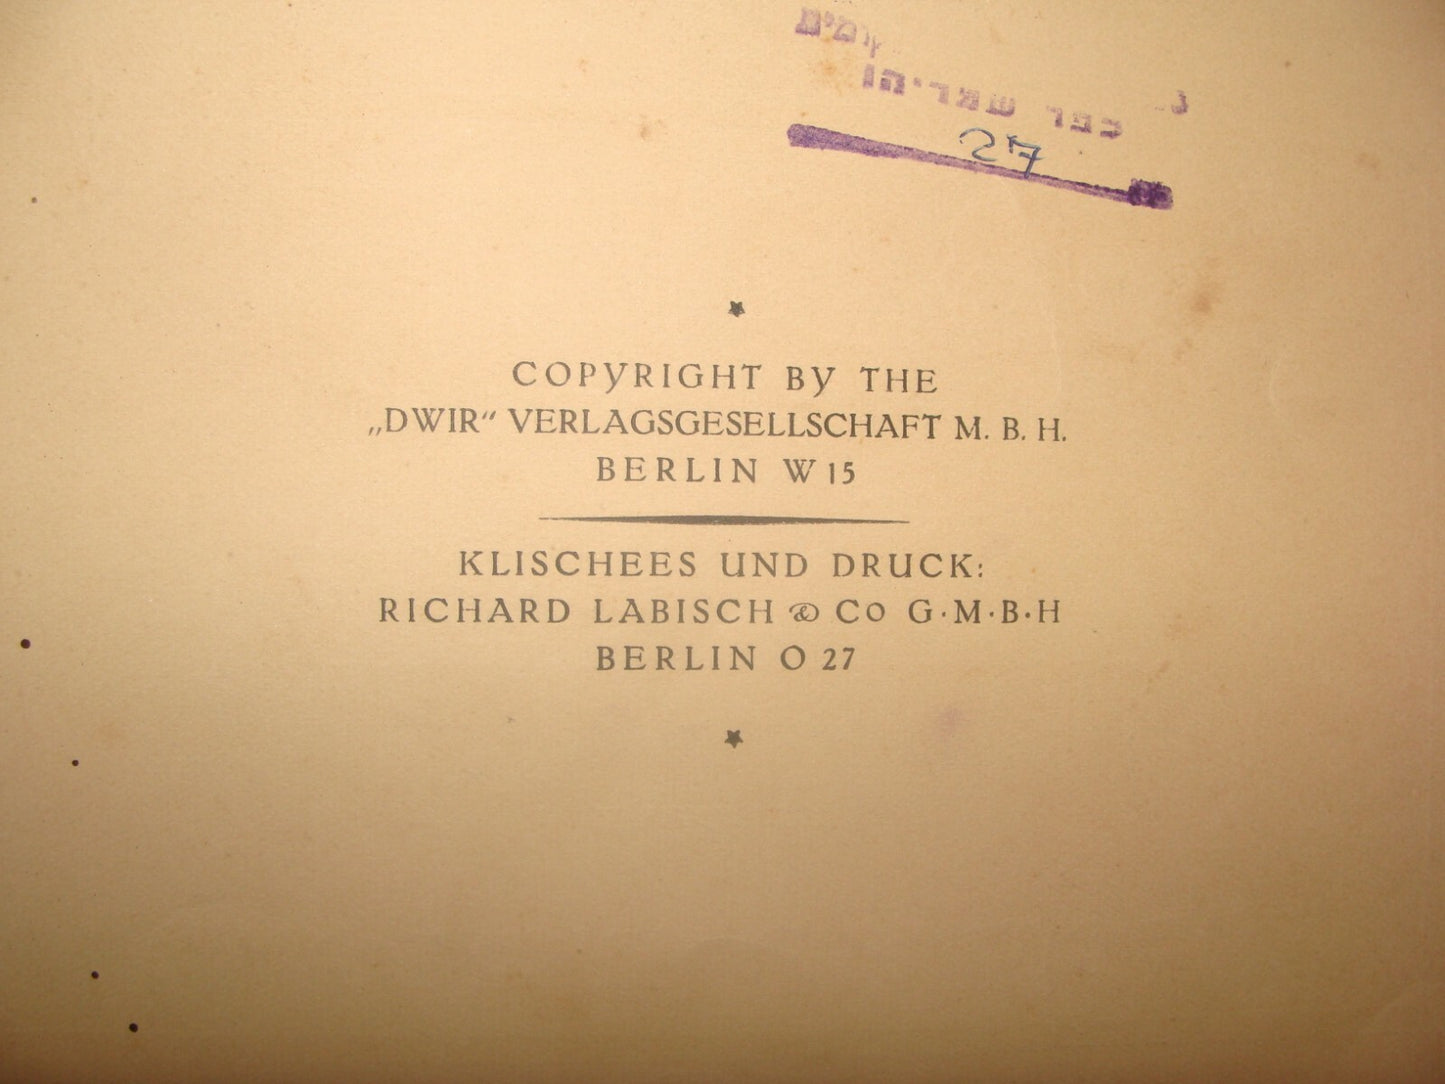 כפר שמריהו
27
COPYRIGHT BY THE
„DWIR“ VERLAGSGESELLSCHAFT M. B. H.
BERLIN W 15
KLISCHEES UND DRUCK:
RICHARD LABISCH & CO G·M·B·H
BERLIN O 27